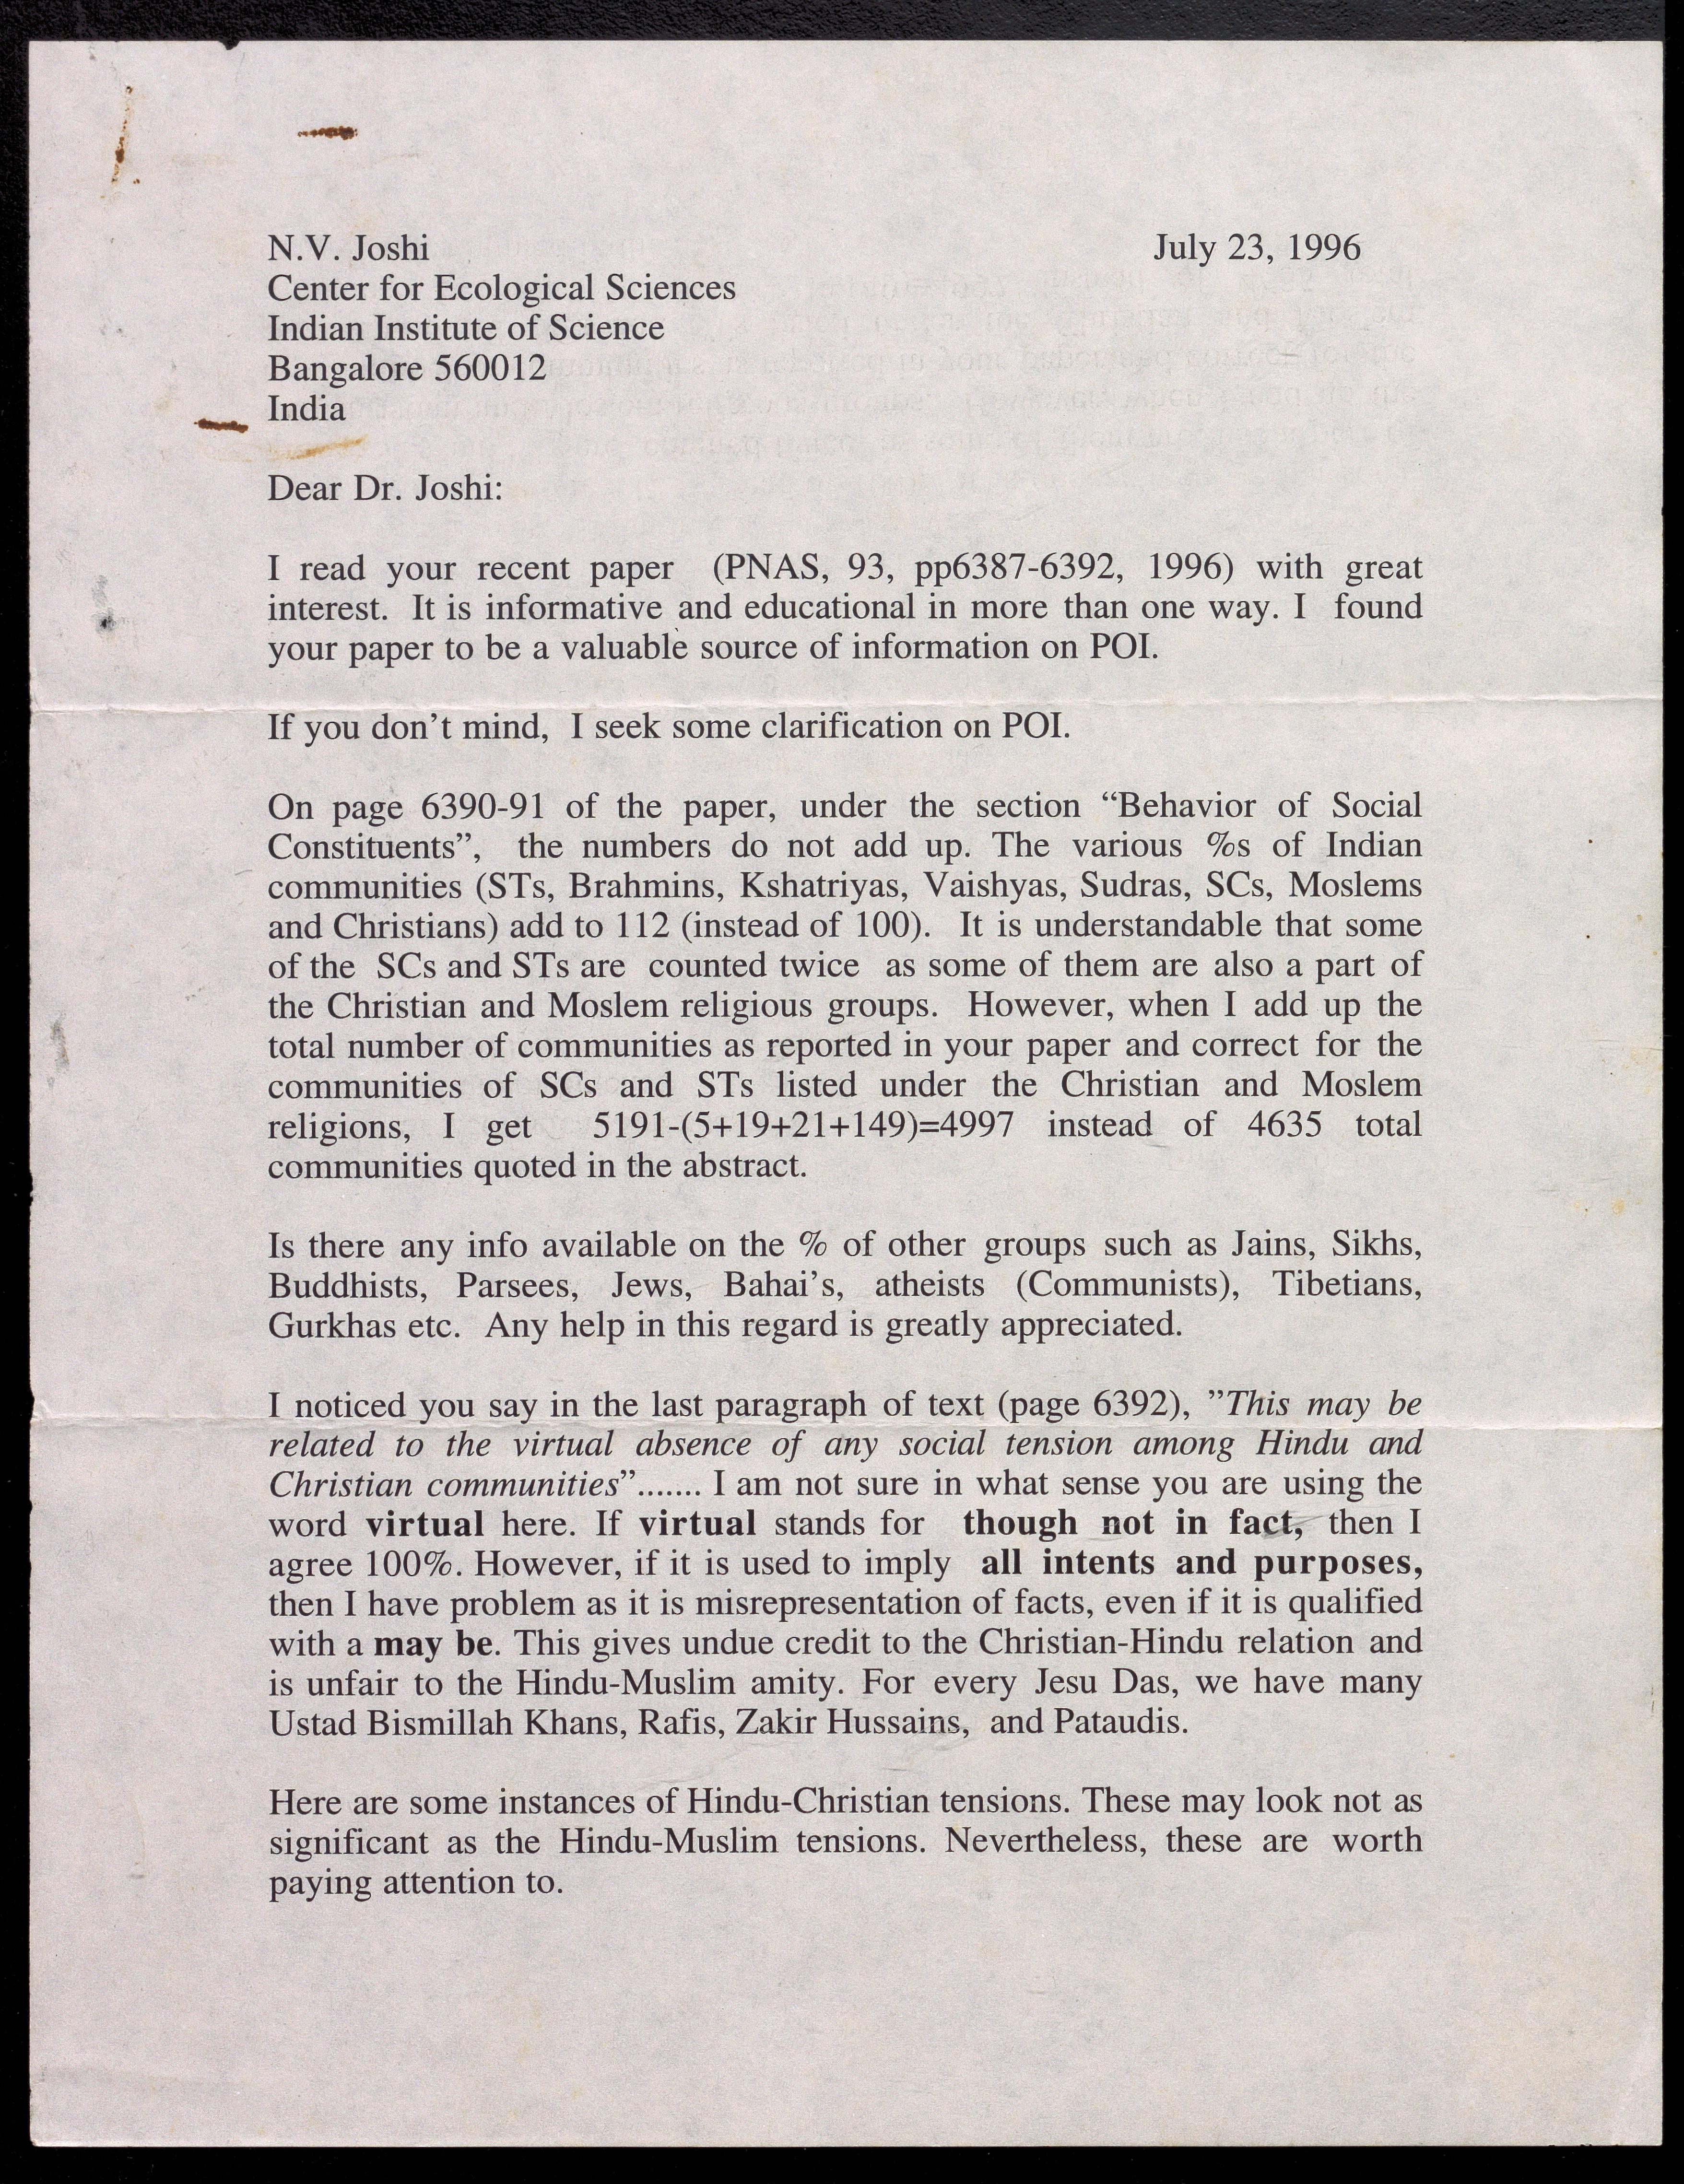 N.V. Joshi July 23, 1996
Center for Ecological Sciences
Indian Institute of Science
Bangalore 560012
India
Dear Dr. Joshi:
I read your recent paper (PNAS, 93, pp6387-6392, 1996) with great
interest. It is informative and educational in more than one way. I found
your paper to be a valuable source of information on POI.
If you don't mind, I seek some clarification on POI.
On page 6390-91 of the paper, under the section “Behavior of Social
Constituents”, the numbers do not add up. The various %s of Indian
communities (STs, Brahmins, Kshatriyas, Vaishyas, Sudras, SCs, Moslems
and Christians) add to 112 (instead of 100). It is understandable that some
of the SCs and STs are counted twice as some of them are also a part of
the Christian and Moslem religious groups. However, when I add up the
total number of communities as reported in your paper and correct for the
communities of SCs and STs listed under the Christian and Moslem
religions, I get 5191-(5+19+21+149)=4997 instead of 4635 total
communities quoted in the abstract.
Is there any info available on the % of other groups such as Jains, Sikhs,
Buddhists, Parsees, Jews, Bahai's, atheists (Communists), Tibetians,
Gurkhas etc. Any help in this regard is greatly appreciated.
I noticed you say in the last paragraph of text (page 6392), ”This may be
related to the virtual absence of any social tension among Hindu and
Christian communities”....... I am not sure in what sense you are using the
word virtual here. If virtual stands for though not in fact, then I
agree 100%. However, if it is used to imply all intents and purposes,
then I have problem as it is misrepresentation of facts, even if it is qualified
with a may be. This gives undue credit to the Christian-Hindu relation and
is unfair to the Hindu-Muslim amity. For every Jesu Das, we have many
Ustad Bismillah Khans, Rafis, Zakir Hussains, and Pataudis.
Here are some instances of Hindu-Christian tensions. These may look not as
significant as the Hindu-Muslim tensions. Nevertheless, these are worth
paying attention to.